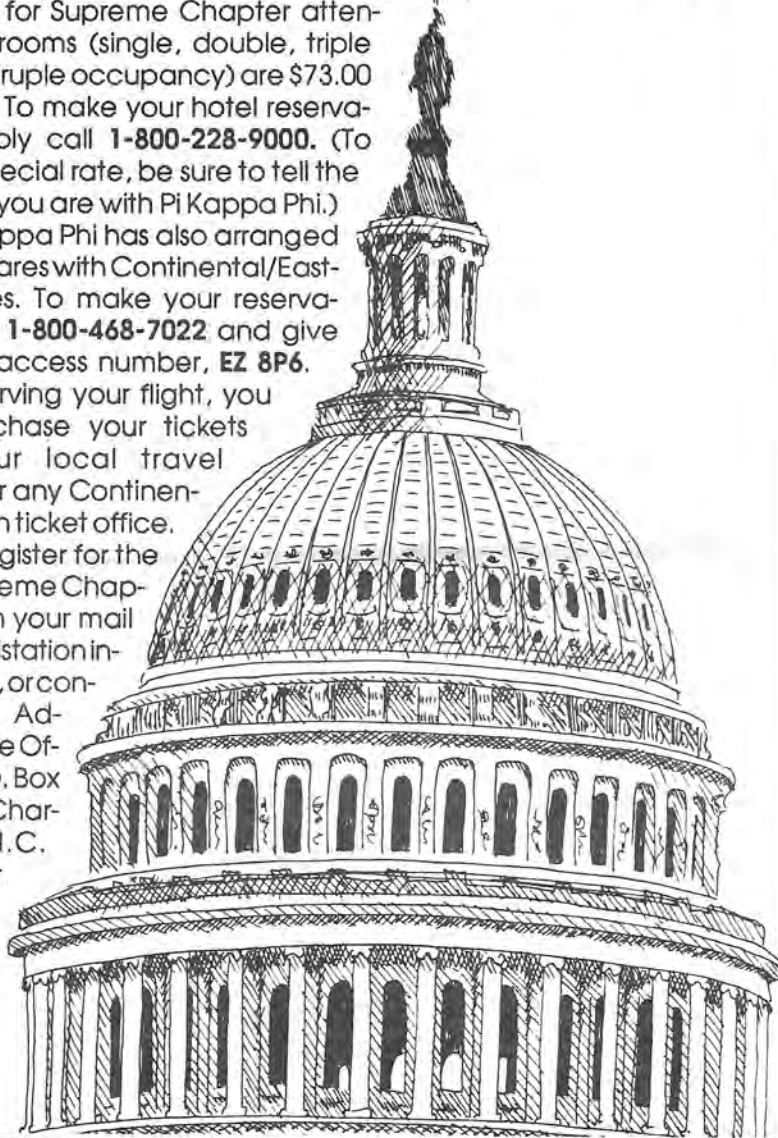 for Supreme Chapter atten-
rooms (single, double, triple
ruple occupancy) are $73.00
To make your hotel reserva-
ply call 1-800-228-9000. (To
ecial rate, be sure to tell the
you are with Pi Kappa Phi.)
ppa Phi has also arranged
ares with Continental/East-
es. To make your reserva-
1-800-468-7022 and give
access number, EZ 8P6.
rving your flight, you
chase your tickets
ur local travel
r any Continen-
n ticket office.
gister for the
eme Chap-
n your mail
istation in-
, or con-
Ad-
e Of-
. Box
Char-
.C.